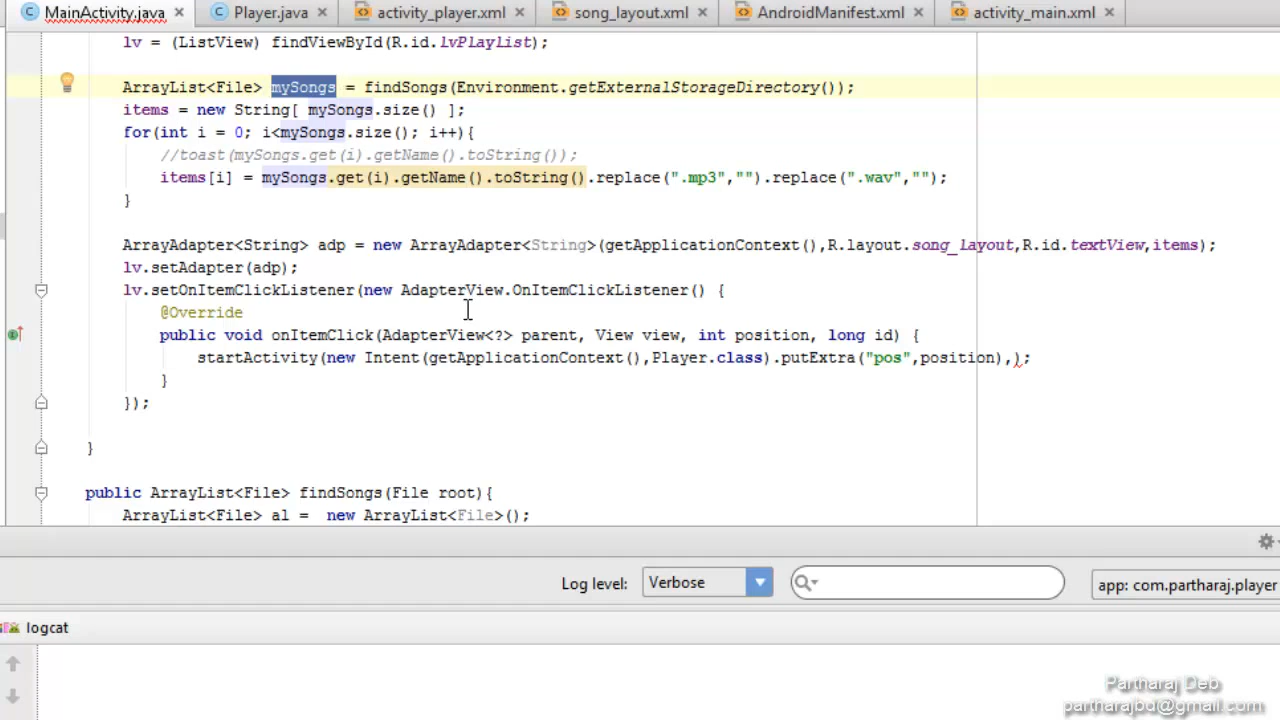 MainActivity.java Player.java activity_player.xml song_layout.xml AndroidManifest.xml activity_main.xml
lv = (ListView) findViewById(R.id.lvPlaylist);
ArrayList<File> mySongs = findSongs(Environment.getExternalStorageDirectory());
items = new String[ mySongs.size() ];
for(int i = 0; i<mySongs.size(); i++){
//toast(mySongs.get(i).getName().toString());
items[i] = mySongs.get(i).getName().toString().replace(".mp3","").replace(".wav","");
}
ArrayAdapter<String> adp = new ArrayAdapter<String>(getApplicationContext(),R.layout.song_layout,R.id.textView,items);
lv.setAdapter(adp);
lv.setOnItemClickListener(new AdapterView.OnItemClickListener() {
@Override
public void onItemClick(AdapterView<?> parent, View view, int position, long id) {
startActivity(new Intent(getApplicationContext(),Player.class).putExtra("pos",position),);
}
});
}
public ArrayList<File> findSongs(File root){
ArrayList<File> al = new ArrayList<File>();
Log level: Verbose app: com.partharaj.player
logcat
Partharaj Deb
partharajbd@gmail.com